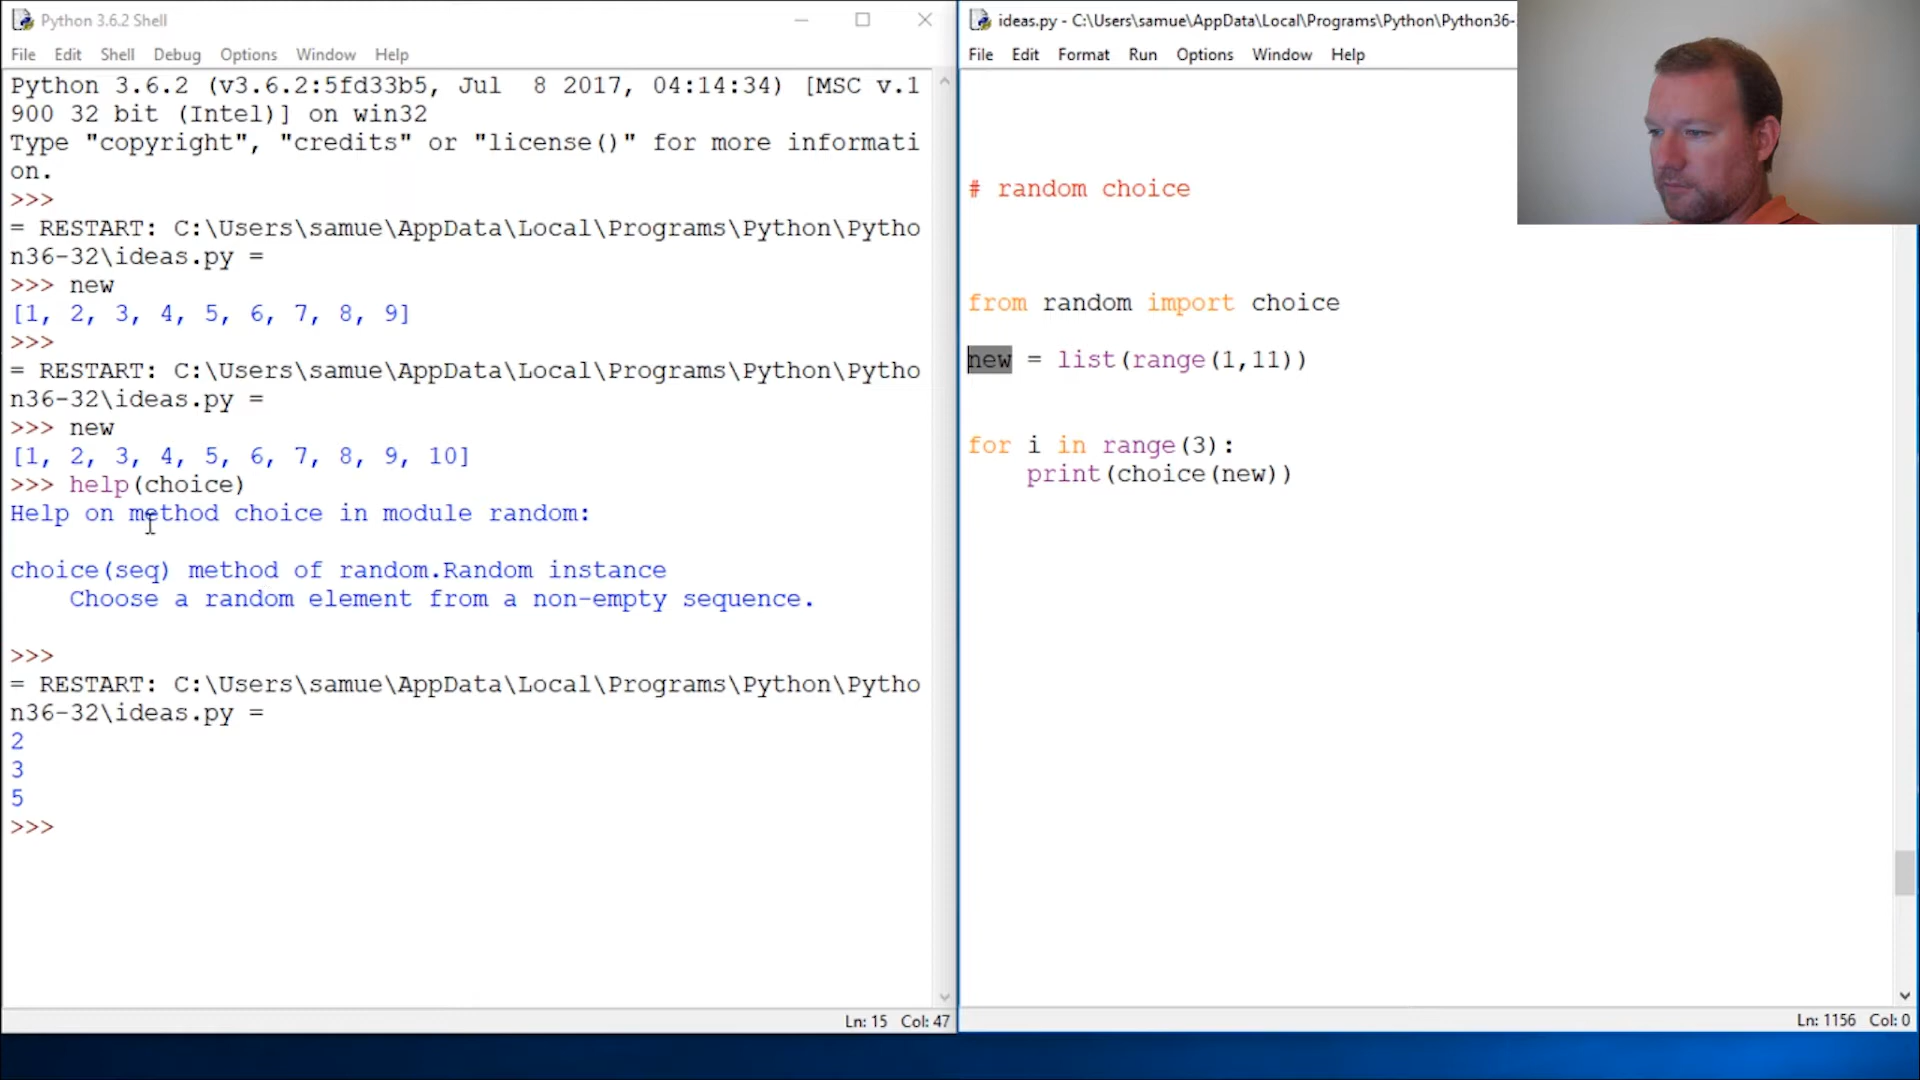 Python 3.6.2 Shell
File Edit Shell Debug Options Window Help
Python 3.6.2 (v3.6.2:5fd33b5, Jul  8 2017, 04:14:34) [MSC v.1
900 32 bit (Intel)] on win32
Type "copyright", "credits" or "license()" for more informati
on.
>>>
= RESTART: C:\Users\samue\AppData\Local\Programs\Python\Pytho
n36-32\ideas.py =
>>> new
[1, 2, 3, 4, 5, 6, 7, 8, 9]
>>>
= RESTART: C:\Users\samue\AppData\Local\Programs\Python\Pytho
n36-32\ideas.py =
>>> new
[1, 2, 3, 4, 5, 6, 7, 8, 9, 10]
>>> help(choice)
Help on method choice in module random:
choice(seq) method of random.Random instance
    Choose a random element from a non-empty sequence.
>>>
= RESTART: C:\Users\samue\AppData\Local\Programs\Python\Pytho
n36-32\ideas.py =
2
3
5
>>>
Ln: 15 Col: 47
ideas.py - C:\Users\samue\AppData\Local\Programs\Python\Python36-
File Edit Format Run Options Window Help
# random choice
from random import choice
new = list(range(1,11))
for i in range(3):
    print(choice(new))
Ln: 1156 Col: 0